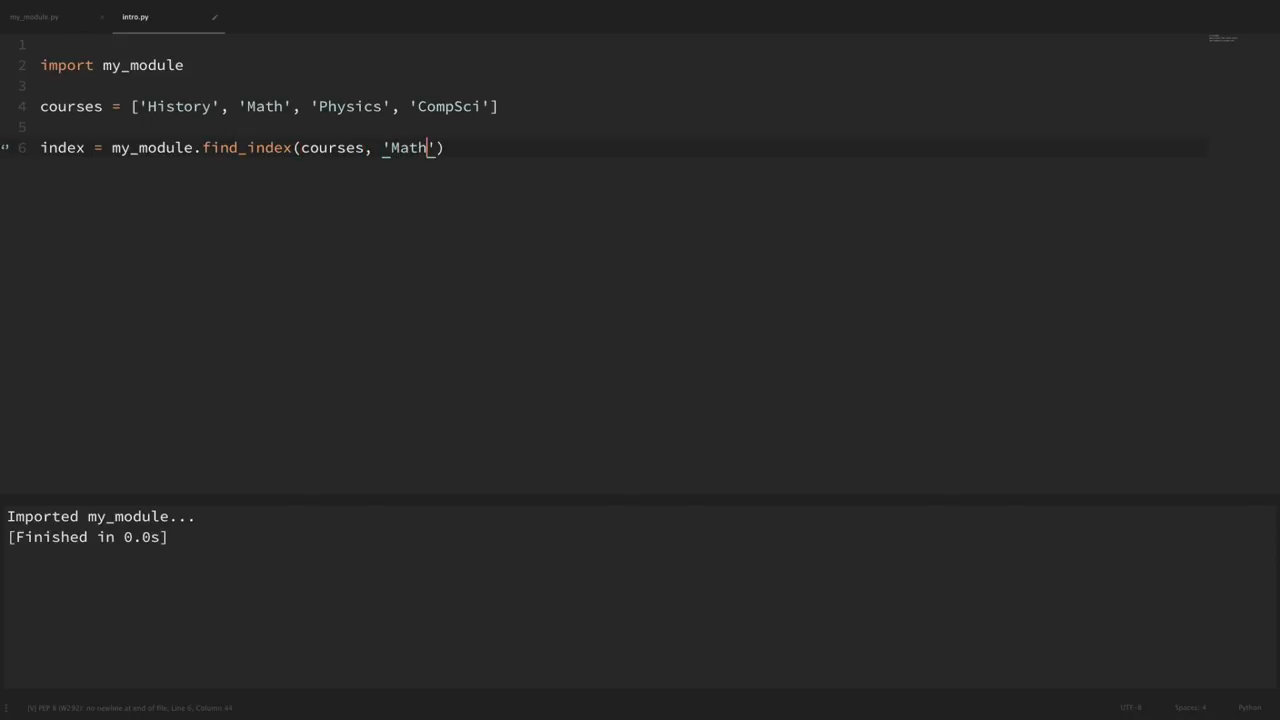 my_module.py × intro.py
1
2 import my_module
3
4 courses = ['History', 'Math', 'Physics', 'CompSci']
5
6 index = my_module.find_index(courses, 'Math')
Imported my_module...
[Finished in 0.0s]
[V] PEP 8 (W292): no newline at end of file, Line 6, Column 44 UTF-8 Spaces: 4 Python